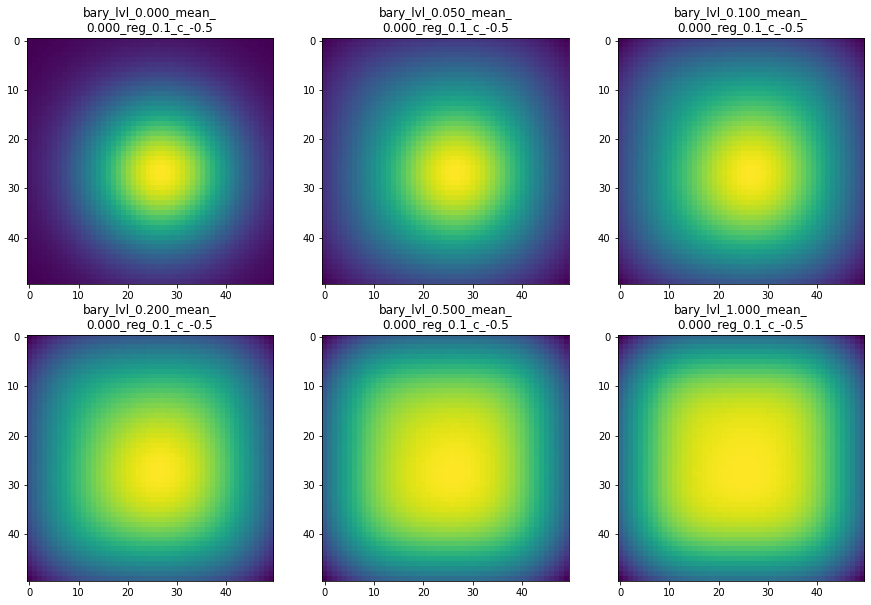 bary_lvl_0.000_mean_
0.000_reg_0.1_c_-0.5
0
10
20
30
40
0 10 20 30 40
bary_lvl_0.050_mean_
0.000_reg_0.1_c_-0.5
0
10
20
30
40
0 10 20 30 40
bary_lvl_0.100_mean_
0.000_reg_0.1_c_-0.5
0
10
20
30
40
0 10 20 30 40
bary_lvl_0.200_mean_
0.000_reg_0.1_c_-0.5
0
10
20
30
40
0 10 20 30 40
bary_lvl_0.500_mean_
0.000_reg_0.1_c_-0.5
0
10
20
30
40
0 10 20 30 40
bary_lvl_1.000_mean_
0.000_reg_0.1_c_-0.5
0
10
20
30
40
0 10 20 30 40